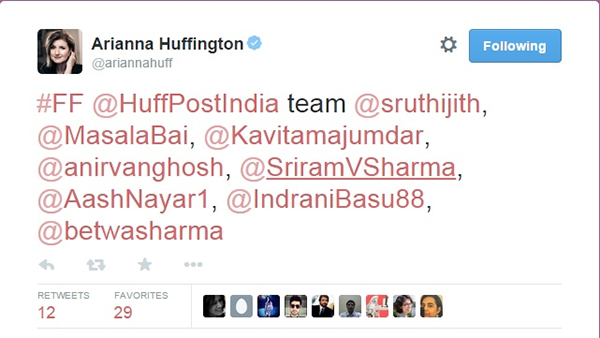 Arianna Huffington
@ariannahuff
Following
#FF @HuffPostIndia team @sruthijith,
@MasalaBai, @Kavitamajumdar,
@anirvanghosh, @SriramVSharma,
@AashNayar1, @IndraniBasu88,
@betwasharma
RETWEETS FAVORITES
12 29